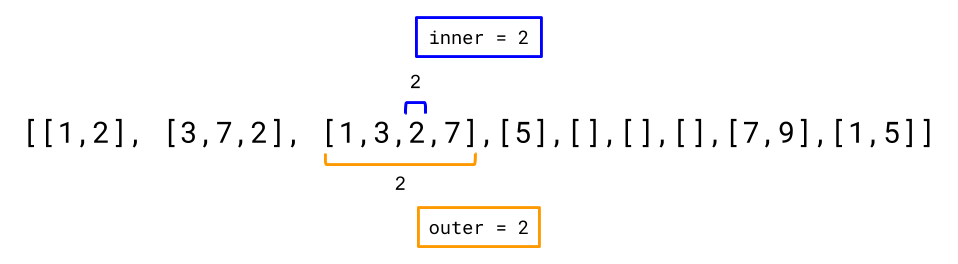 inner = 2
2
[[1,2], [3,7,2], [1,3,2,7],[5],[],[],[],[7,9],[1,5]]
2
outer = 2